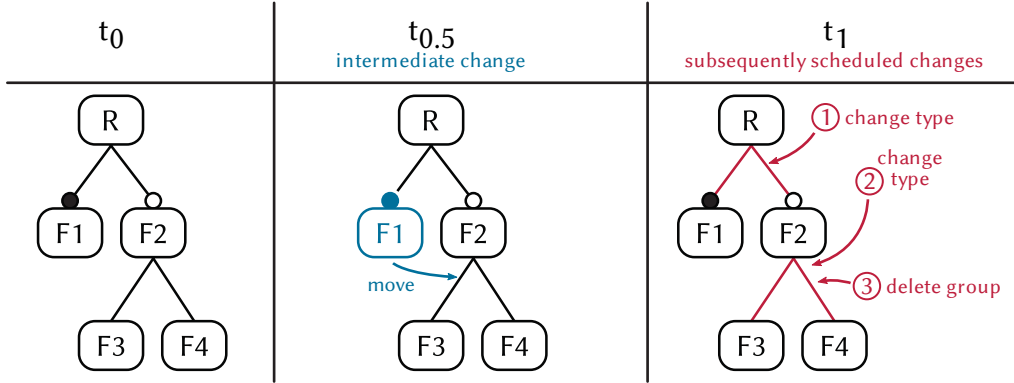 t0
t0.5
intermediate change
t1
subsequently scheduled changes
R
F1
F2
F3
F4
R
F1
F2
move
F3
F4
R
1 change type
change
2 type
F1
F2
3 delete group
F3
F4